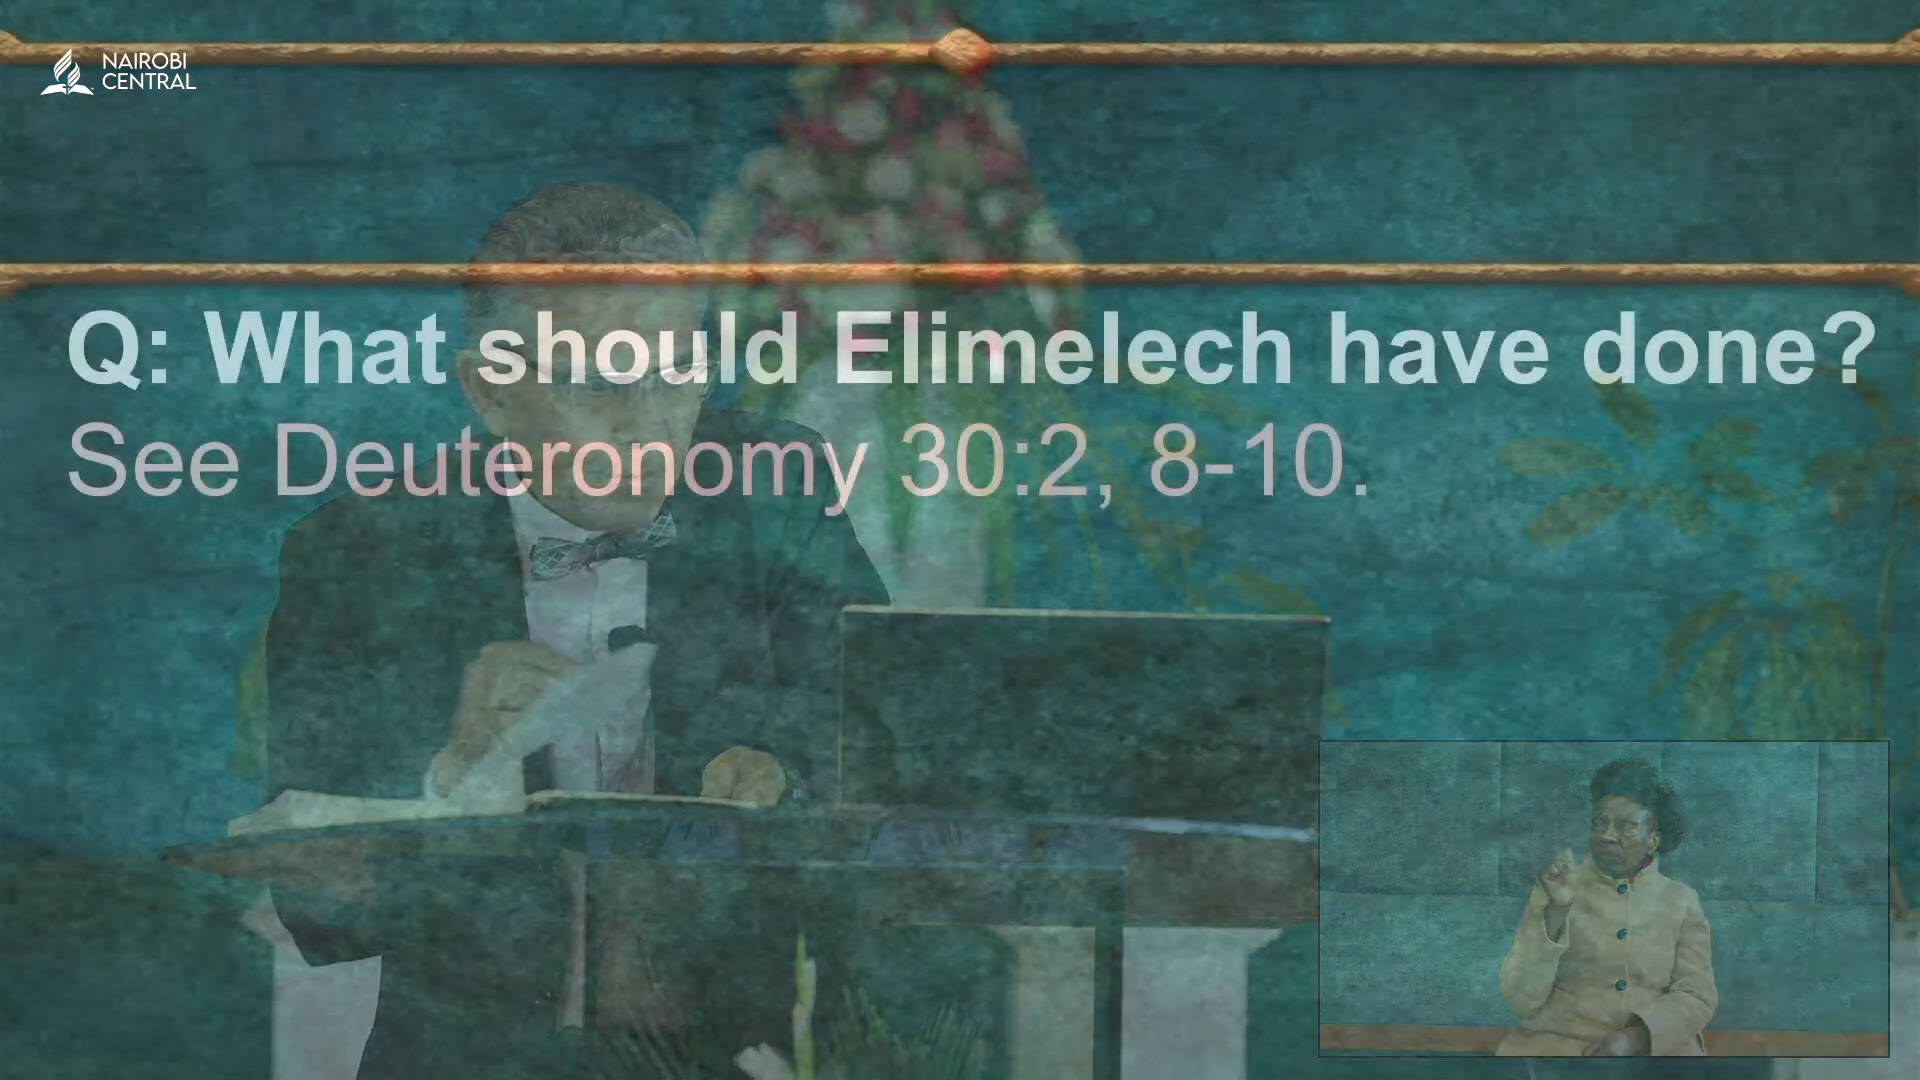 NAIROBI
CENTRAL
Q: What should Elimelech have done?
See Deuteronomy 30:2, 8-10.